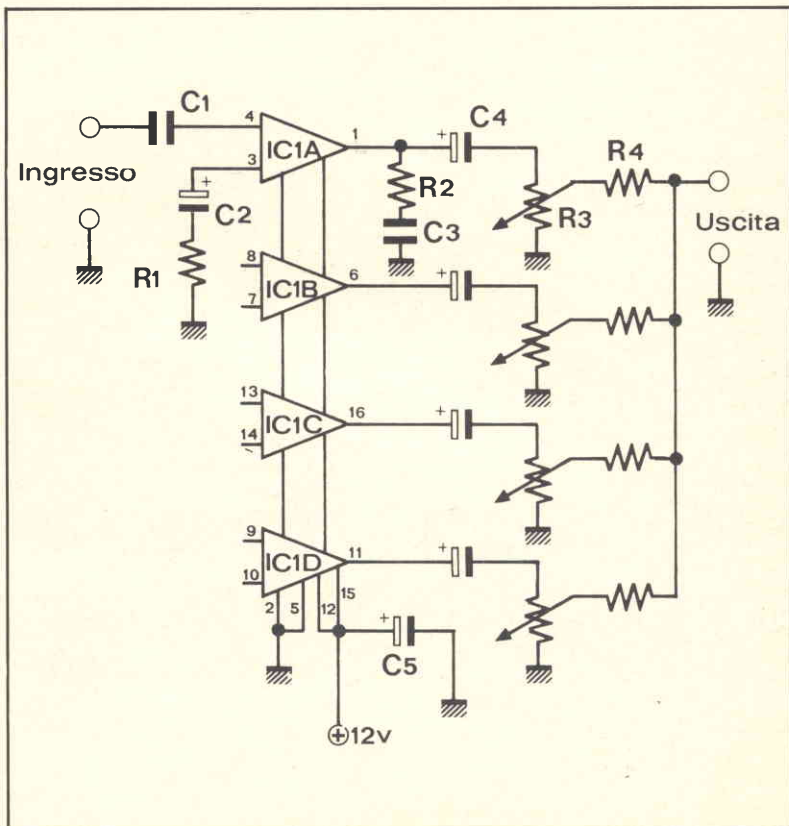 C1
4
1
C4
+
IC1A
3
R4
Ingresso
+
R2
R3
Uscita
C2
C3
R1
8
6
+
IC1B
7
13
16
+
IC1C
14
9
11
+
IC1D
10
2
5
12
15
+
C5
+12v